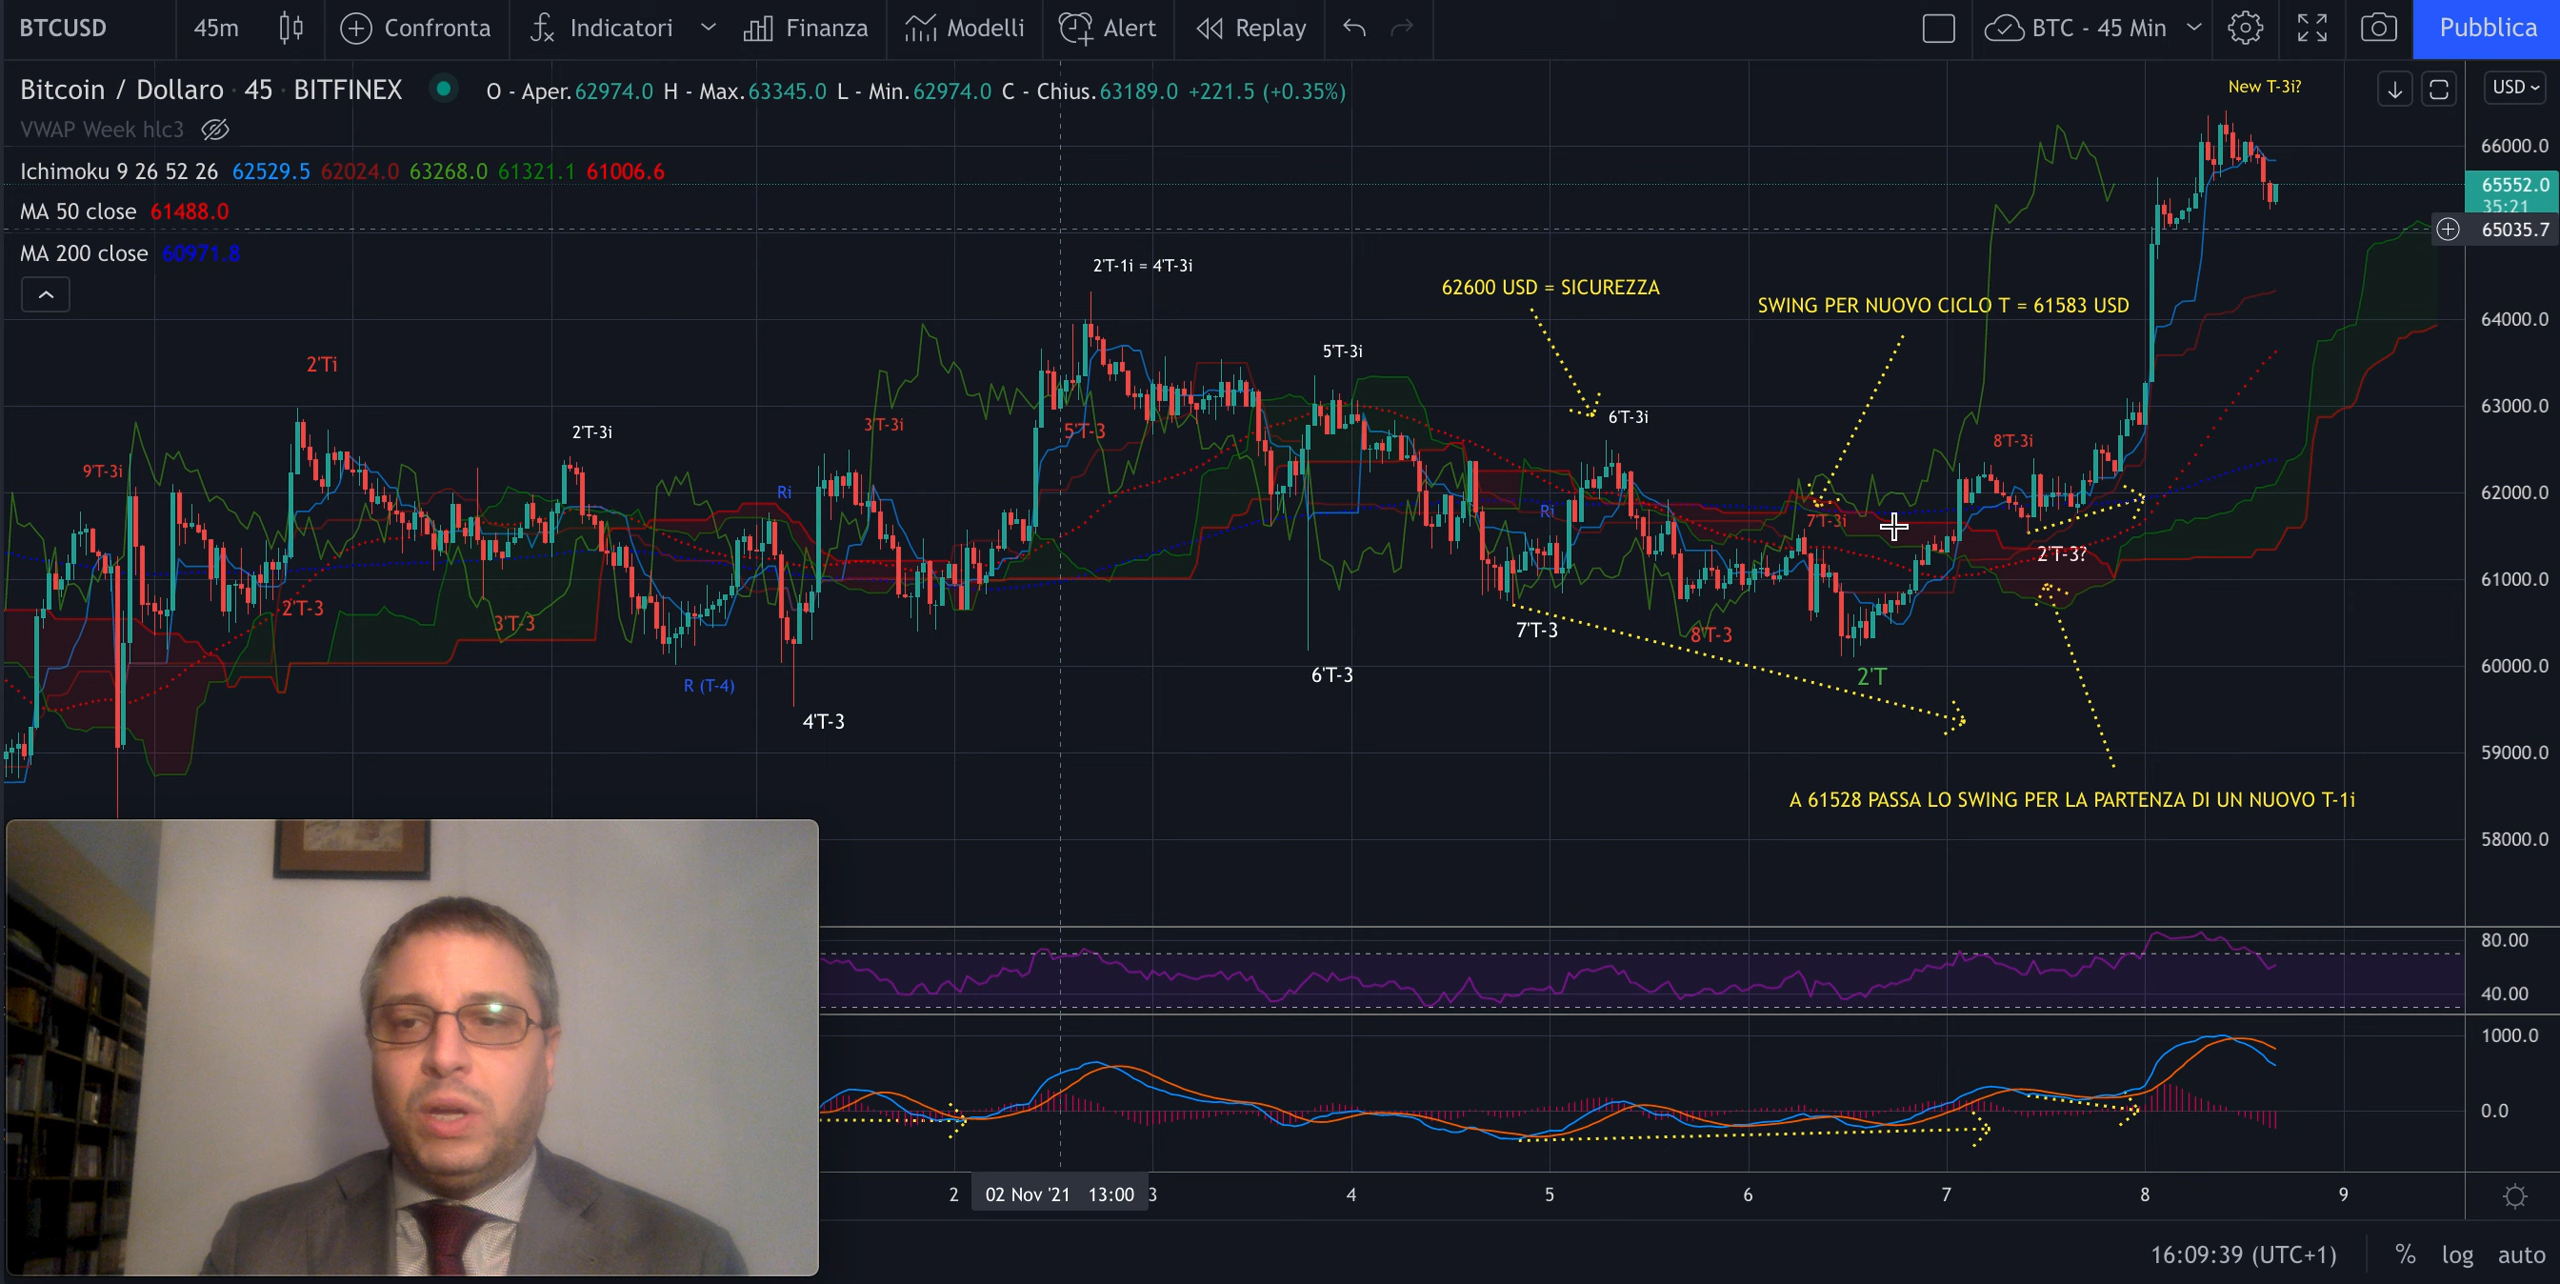 BTCUSD 45m Confronta Indicatori Finanza Modelli Alert Replay BTC - 45 Min Pubblica
Bitcoin / Dollaro · 45 · BITFINEX O - Aper.62974.0 H - Max.63345.0 L - Min.62974.0 C - Chius.63189.0 +221.5 (+0.35%)
New T-3i?
USD
VWAP Week hlc3
66000.0
Ichimoku 9 26 52 26 62529.5 62024.0 63268.0 61321.1 61006.6
65552.0
35:21
MA 50 close 61488.0
65035.7
MA 200 close 60971.8
2'T-1i = 4'T-3i
62600 USD = SICUREZZA
SWING PER NUOVO CICLO T = 61583 USD
64000.0
5'T-3i
2'Ti
63000.0
6'T-3i
3'T-3i
5'T-3
2'T-3i
8'T-3i
9'T-3i
Ri
62000.0
Ri
7'T-3i
2'T-3?
61000.0
2'T-3
3'T-3
7'T-3
8'T-3
60000.0
6'T-3
2'T
R (T-4)
4'T-3
59000.0
A 61528 PASSA LO SWING PER LA PARTENZA DI UN NUOVO T-1i
58000.0
80.00
40.00
1000.0
0.0
2 02 Nov '21 13:00 3 4 5 6 7 8 9
16:09:39 (UTC+1) % log auto